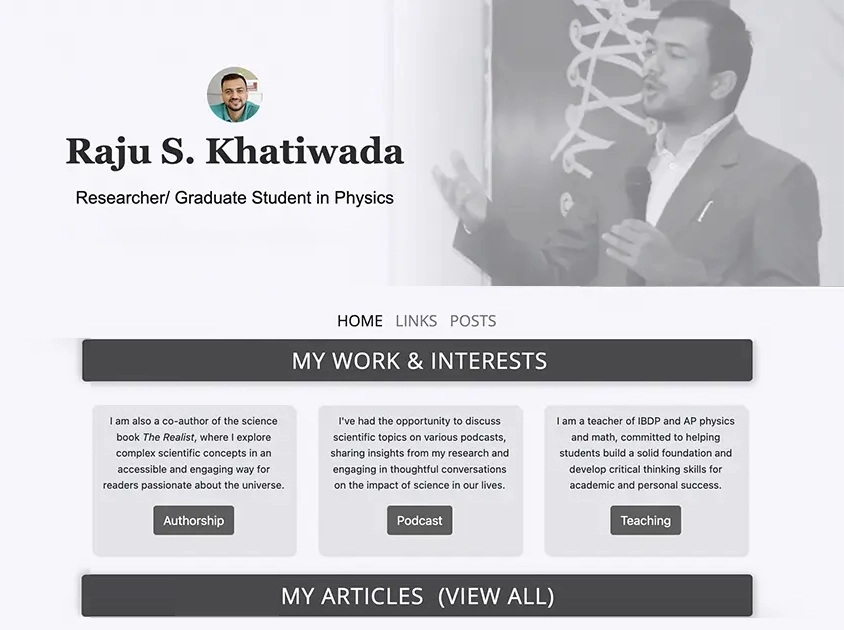 Raju S. Khatiwada
Researcher/ Graduate Student in Physics
HOME LINKS POSTS
MY WORK & INTERESTS
I am also a co-author of the science
book The Realist, where I explore
complex scientific concepts in an
accessible and engaging way for
readers passionate about the universe.
Authorship
I've had the opportunity to discuss
scientific topics on various podcasts,
sharing insights from my research and
engaging in thoughtful conversations
on the impact of science in our lives.
Podcast
I am a teacher of IBDP and AP physics
and math, committed to helping
students build a solid foundation and
develop critical thinking skills for
academic and personal success.
Teaching
MY ARTICLES (VIEW ALL)